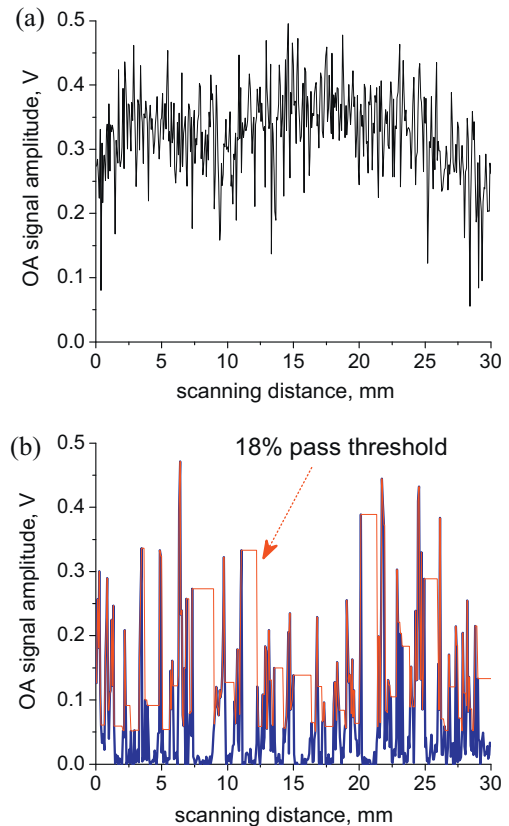 (a)
0.5
0.4
0.3
0.2
0.1
0.0
OA signal amplitude, V
0 5 10 15 20 25 30
scanning distance, mm
(b)
18% pass threshold
0.5
0.4
0.3
0.2
0.1
0.0
OA signal amplitude, V
0 5 10 15 20 25 30
scanning distance, mm